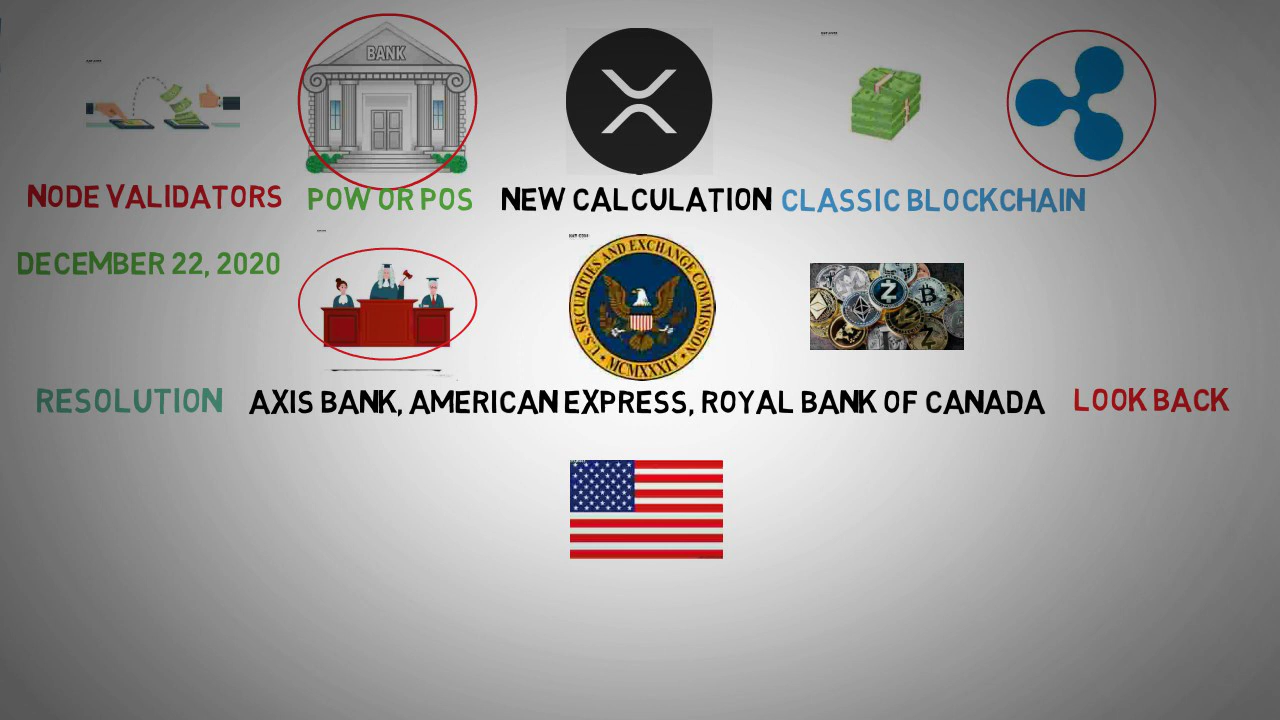 BANK
NODE VALIDATORS
POW OR POS
NEW CALCULATION
CLASSIC BLOCKCHAIN
DECEMBER 22, 2020
U.S. SECURITIES AND EXCHANGE COMMISSION
MCMXXXIV
RESOLUTION
AXIS BANK, AMERICAN EXPRESS, ROYAL BANK OF CANADA
LOOK BACK